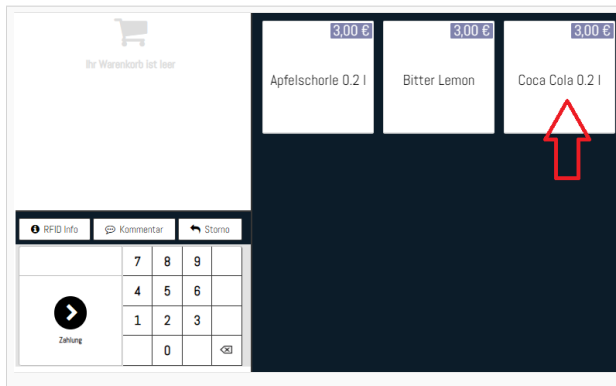 Ihr Warenkorb ist leer
RFID Info
Kommentar
Storno
7 8 9
4 5 6
1 2 3
0
Zahlung
3,00 €
Apfelschorle 0.2 l
3,00 €
Bitter Lemon
3,00 €
Coca Cola 0.2 l